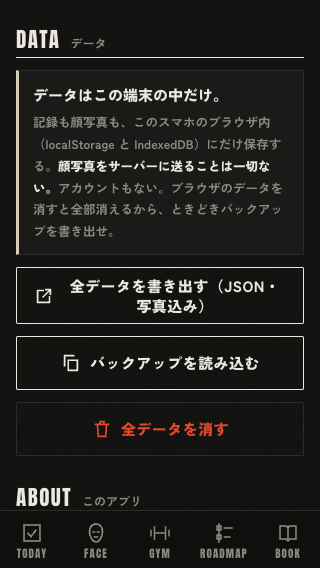 DATA データ
データはこの端末の中だけ。
記録も顔写真も、このスマホのブラウザ内
（localStorage と IndexedDB）にだけ保存す
る。顔写真をサーバーに送ることは一切な
い。アカウントもない。ブラウザのデータを
消すと全部消えるから、ときどきバックアッ
プを書き出せ。
全データを書き出す（JSON・
写真込み）
バックアップを読み込む
全データを消す
ABOUT このアプリ
TODAY FACE GYM ROADMAP BOOK